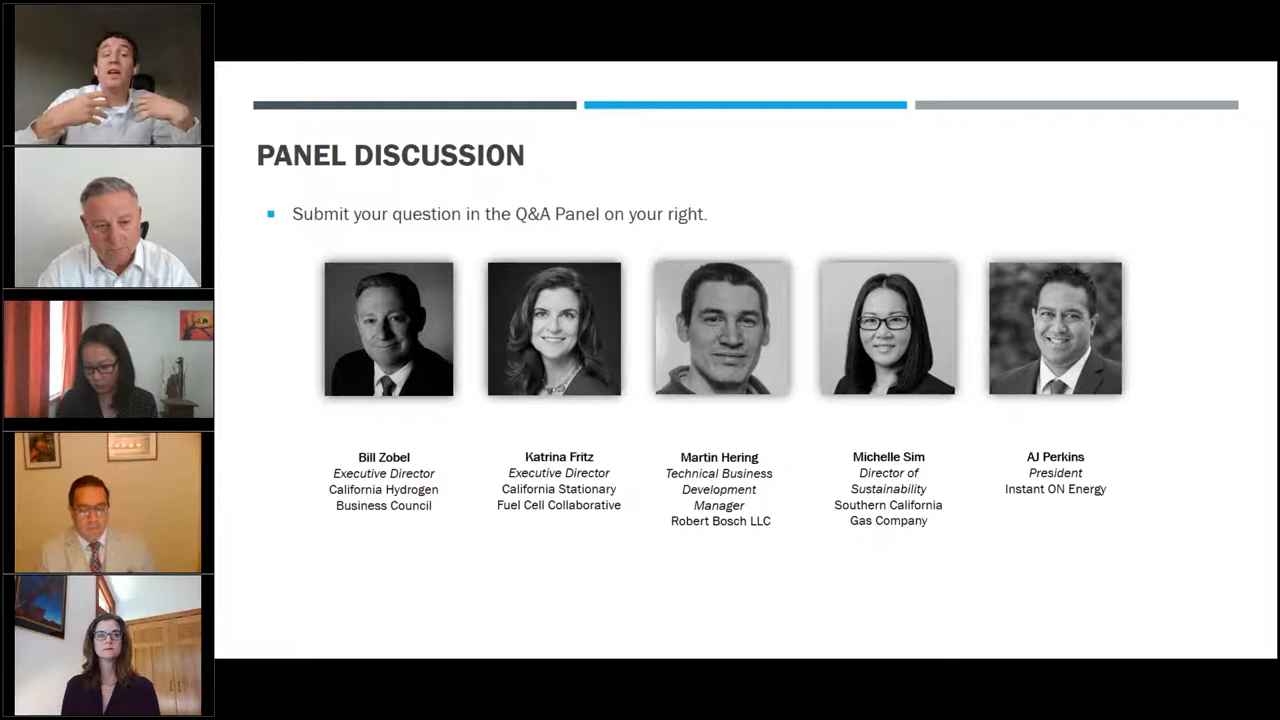 PANEL DISCUSSION
Submit your question in the Q&A Panel on your right.
Bill Zobel
Executive Director
California Hydrogen
Business Council
Katrina Fritz
Executive Director
California Stationary
Fuel Cell Collaborative
Martin Hering
Technical Business
Development
Manager
Robert Bosch LLC
Michelle Sim
Director of
Sustainability
Southern California
Gas Company
AJ Perkins
President
Instant ON Energy